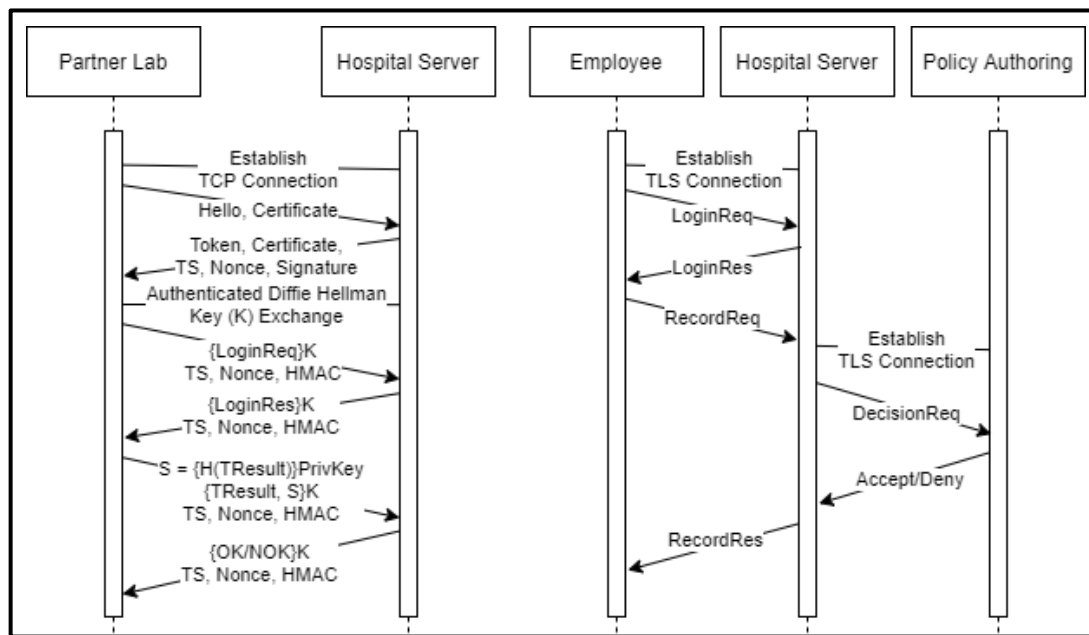 Partner Lab
Hospital Server
Establish
TCP Connection
Hello, Certificate
Token, Certificate,
TS, Nonce, Signature
Authenticated Diffie Hellman
Key (K) Exchange
{LoginReq}K
TS, Nonce, HMAC
{LoginRes}K
TS, Nonce, HMAC
S = {H(TResult)}PrivKey
{TResult, S}K
TS, Nonce, HMAC
{OK/NOK}K
TS, Nonce, HMAC
Employee
Hospital Server
Policy Authoring
Establish
TLS Connection
LoginReq
LoginRes
RecordReq
Establish
TLS Connection
DecisionReq
Accept/Deny
RecordRes